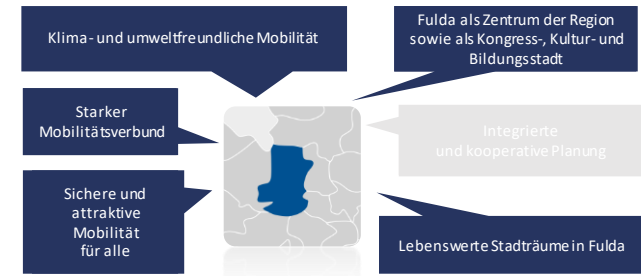 Klima- und umweltfreundliche Mobilität
Fulda als Zentrum der Region
sowie als Kongress-, Kultur- und
Bildungsstadt
Starker
Mobilitätsverbund
Integrierte
und kooperative Planung
Sichere und
attraktive
Mobilität
für alle
Lebenswerte Stadträume in Fulda